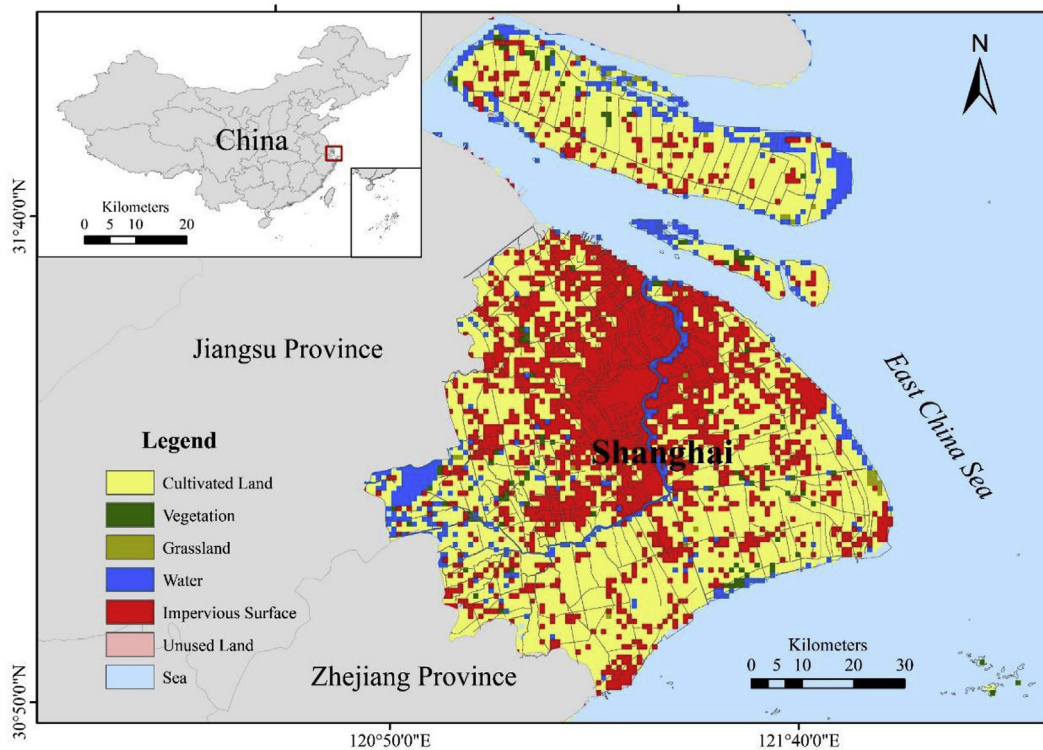 China
Kilometers
0 5 10 20
N
31°40'0"N
Jiangsu Province
East China Sea
Shanghai
Legend
Cultivated Land
Vegetation
Grassland
Water
Impervious Surface
Unused Land
Sea
Kilometers
0 5 10 20 30
Zhejiang Province
30°50'0"N
120°50'0"E
121°40'0"E